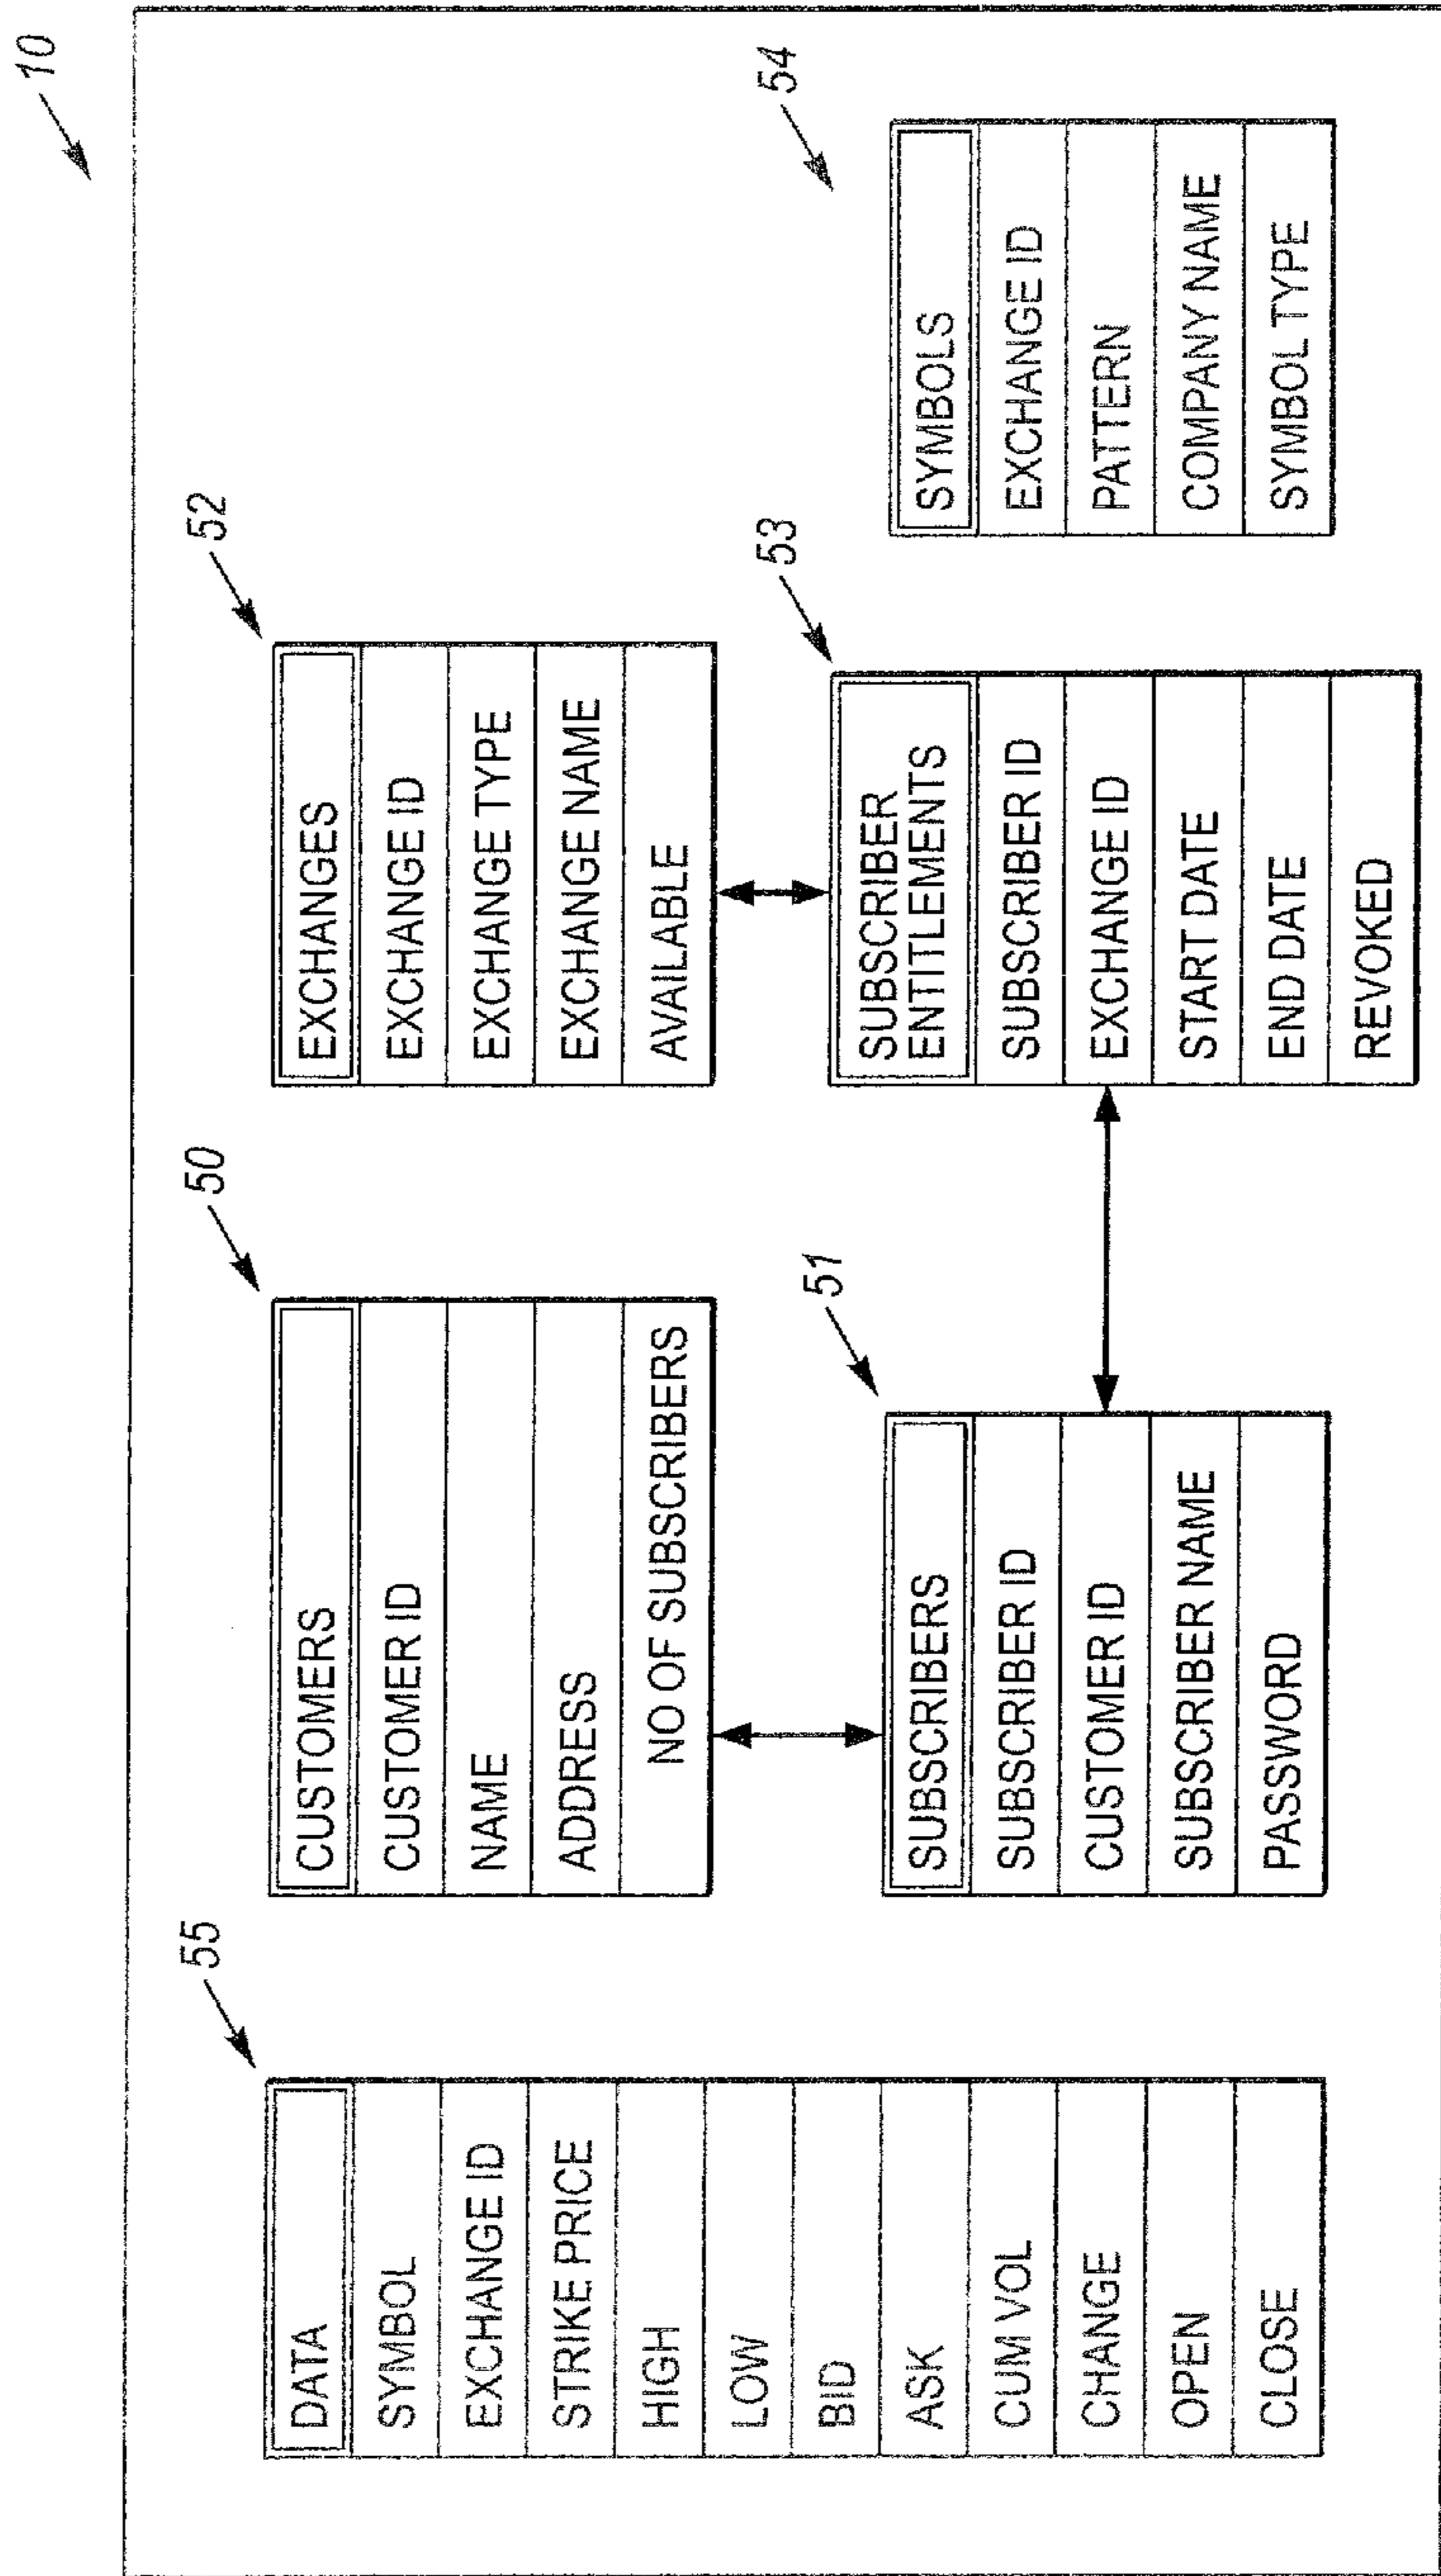 10
55
DATA
SYMBOL
EXCHANGE ID
STRIKE PRICE
HIGH
LOW
BID
ASK
CUM VOL
CHANGE
OPEN
CLOSE
50
CUSTOMERS
CUSTOMER ID
NAME
ADDRESS
NO OF SUBSCRIBERS
51
SUBSCRIBERS
SUBSCRIBER ID
CUSTOMER ID
SUBSCRIBER NAME
PASSWORD
52
EXCHANGES
EXCHANGE ID
EXCHANGE TYPE
EXCHANGE NAME
AVAILABLE
53
SUBSCRIBER
ENTITLEMENTS
SUBSCRIBER ID
EXCHANGE ID
START DATE
END DATE
REVOKED
54
SYMBOLS
EXCHANGE ID
PATTERN
COMPANY NAME
SYMBOL TYPE